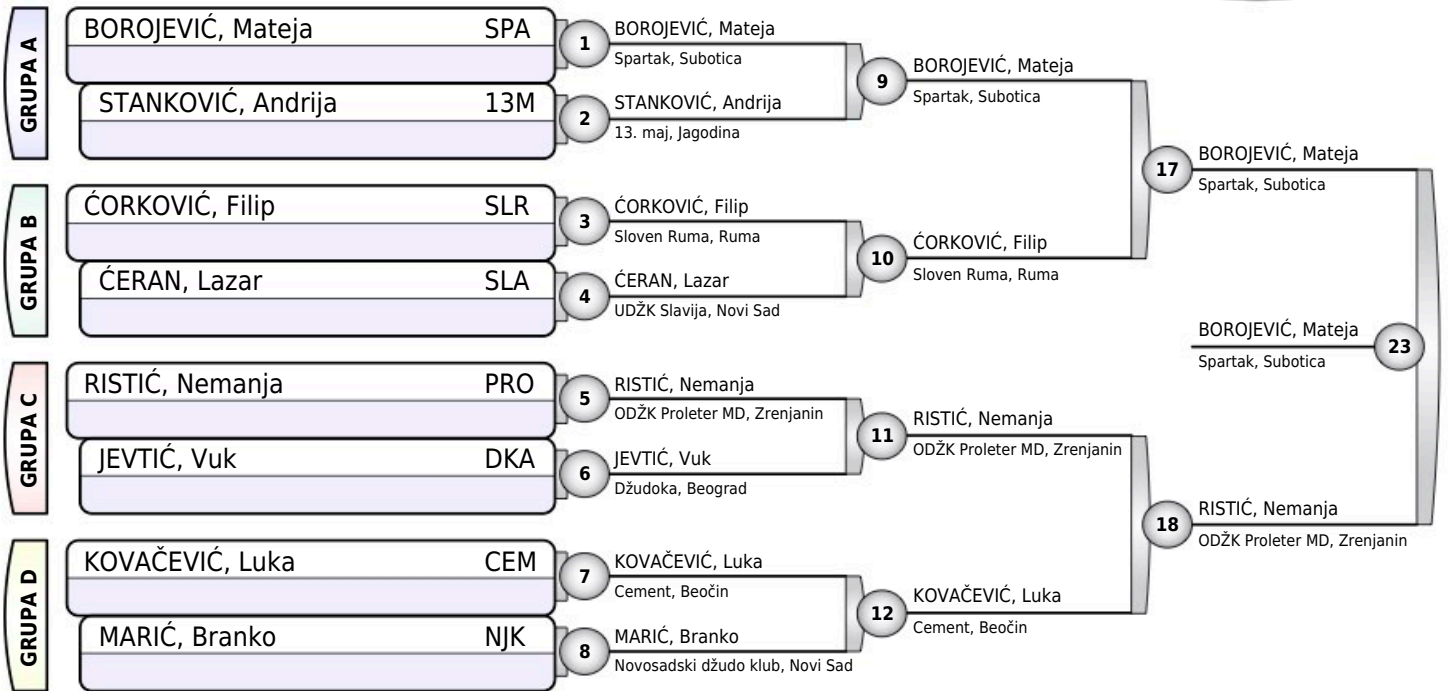 GRUPA A
BOROJEVIĆ, Mateja SPA
STANKOVIĆ, Andrija 13M
1
BOROJEVIĆ, Mateja
Spartak, Subotica
2
STANKOVIĆ, Andrija
13. maj, Jagodina
9
BOROJEVIĆ, Mateja
Spartak, Subotica
GRUPA B
ĆORKOVIĆ, Filip SLR
ĆERAN, Lazar SLA
3
ĆORKOVIĆ, Filip
Sloven Ruma, Ruma
4
ĆERAN, Lazar
UDŽK Slavija, Novi Sad
10
ĆORKOVIĆ, Filip
Sloven Ruma, Ruma
17
BOROJEVIĆ, Mateja
Spartak, Subotica
GRUPA C
RISTIĆ, Nemanja PRO
JEVTIĆ, Vuk DKA
5
RISTIĆ, Nemanja
ODŽK Proleter MD, Zrenjanin
6
JEVTIĆ, Vuk
Džudoka, Beograd
11
RISTIĆ, Nemanja
ODŽK Proleter MD, Zrenjanin
GRUPA D
KOVAČEVIĆ, Luka CEM
MARIĆ, Branko NJK
7
KOVAČEVIĆ, Luka
Cement, Beočin
8
MARIĆ, Branko
Novosadski džudo klub, Novi Sad
12
KOVAČEVIĆ, Luka
Cement, Beočin
18
RISTIĆ, Nemanja
ODŽK Proleter MD, Zrenjanin
BOROJEVIĆ, Mateja
Spartak, Subotica
23